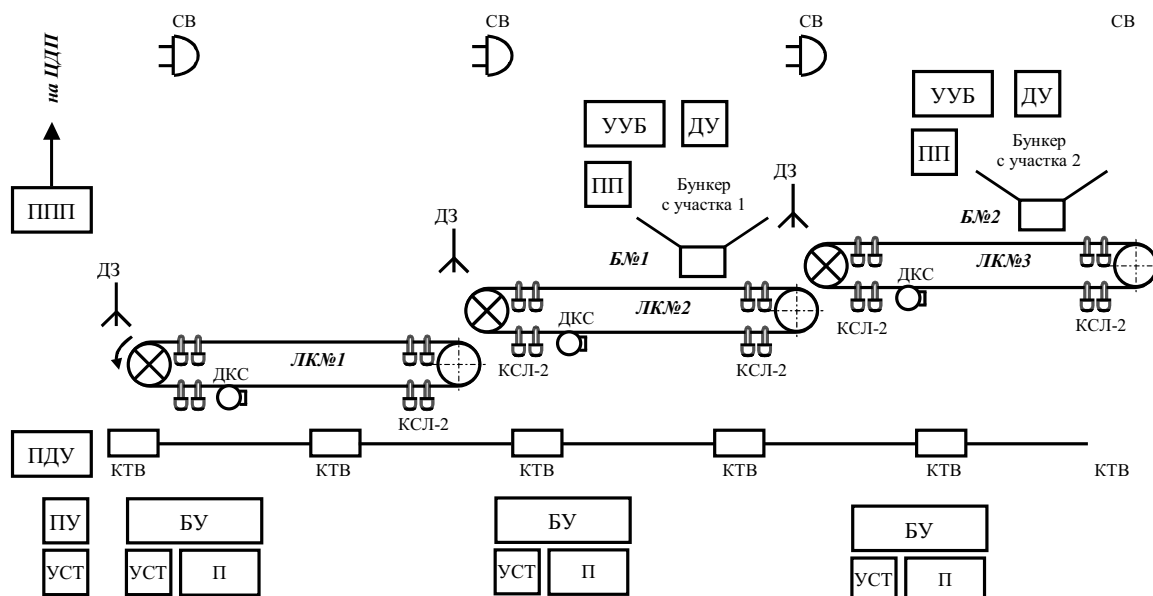 СВ СВ СВ СВ
на ЦДП
УУБ ДУ
УУБ ДУ
ПП
Бункер
с участка 2
ПП
Бункер
с участка 1
ДЗ
ППП
ДЗ
Б№2
Б№1
ЛК№3
ДЗ
ДКС
ЛК№2
ДКС
КСЛ-2 КСЛ-2
ЛК№1
КСЛ-2 КСЛ-2
ДКС
КСЛ-2
ПДУ
КТВ КТВ КТВ КТВ КТВ КТВ
ПУ БУ БУ БУ
УСТ УСТ П УСТ П УСТ П